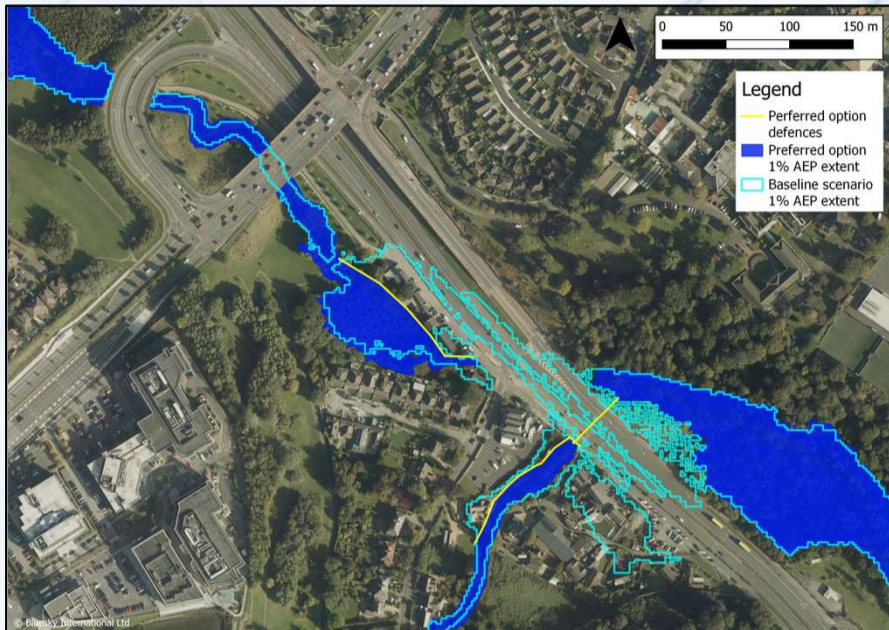 0 50 100 150 m
Legend
Perferred option
defences
Preferred option
1% AEP extent
Baseline scenario
1% AEP extent
© Bluesky International Ltd